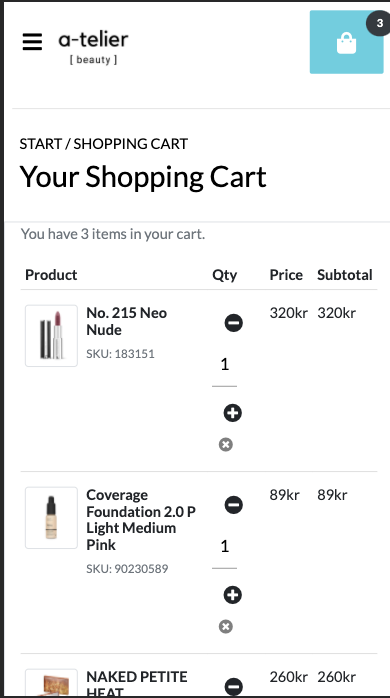 3
a-telier
[ beauty ]
START / SHOPPING CART
Your Shopping Cart
You have 3 items in your cart.
Product Qty Price Subtotal
No. 215 Neo 320kr 320kr
Nude
SKU: 183151
1
Coverage 89kr 89kr
Foundation 2.0 P
Light Medium
Pink
SKU: 90230589
1
NAKED PETITE 260kr 260kr
HEAT